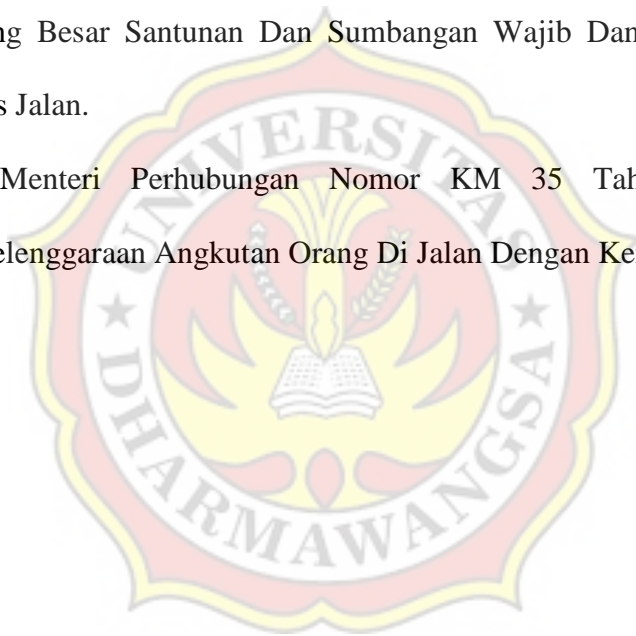 ng Besar Santunan Dan Sumbangan Wajib Dan
s Jalan.
Menteri Perhubungan Nomor KM 35 Tah
elenggaraan Angkutan Orang Di Jalan Dengan Ke
UNIVERSITAS
DHARMAWANGSA